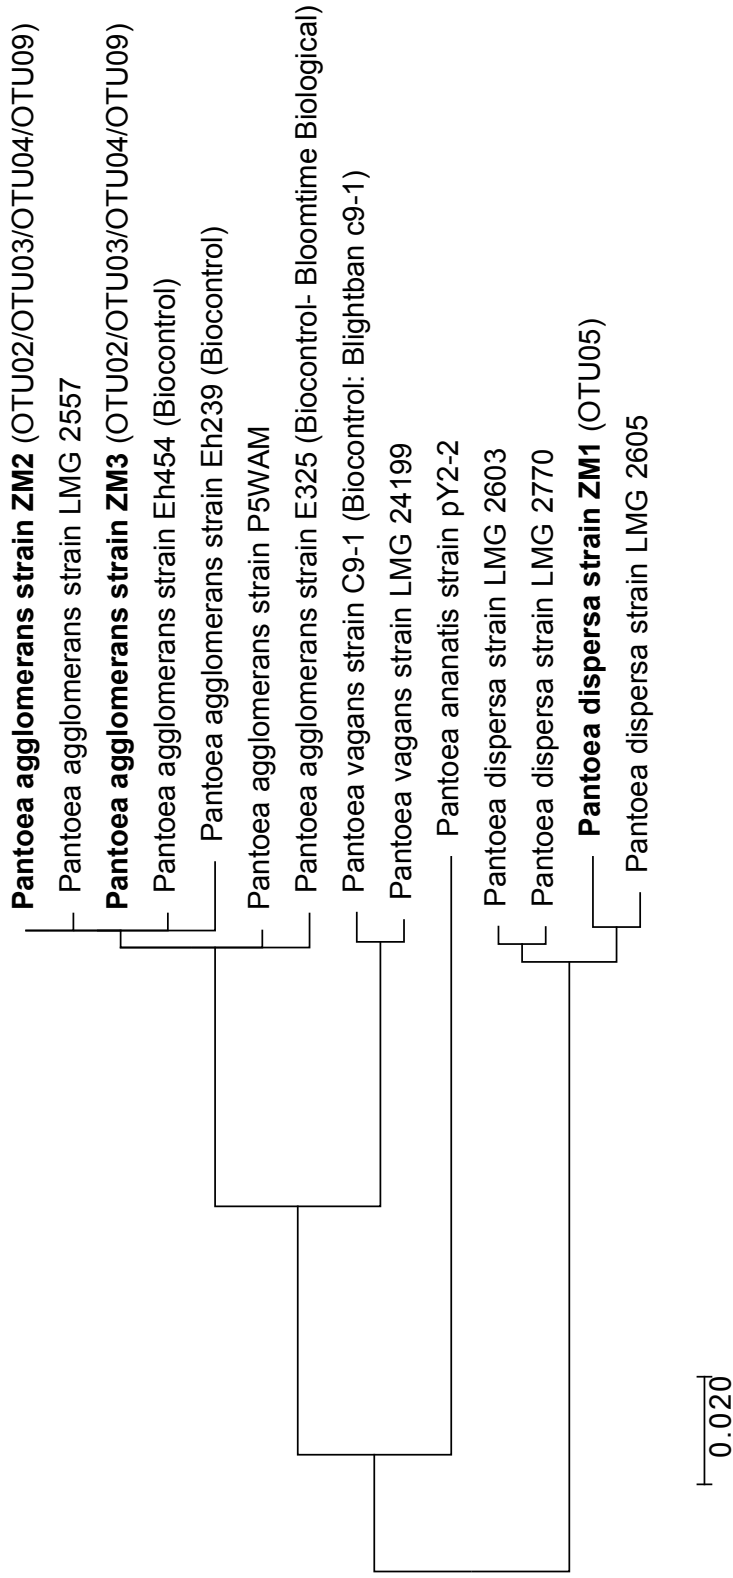 Pantoea agglomerans strain ZM2 (OTU02/OTU03/OTU04/OTU09)
Pantoea agglomerans strain LMG 2557
Pantoea agglomerans strain ZM3 (OTU02/OTU03/OTU04/OTU09)
Pantoea agglomerans strain Eh454 (Biocontrol)
Pantoea agglomerans strain Eh239 (Biocontrol)
Pantoea agglomerans strain P5WAM
Pantoea agglomerans strain E325 (Biocontrol- Bloomtime Biological)
Pantoea vagans strain C9-1 (Biocontrol: Blightban c9-1)
Pantoea vagans strain LMG 24199
Pantoea ananatis strain pY2-2
Pantoea dispersa strain LMG 2603
Pantoea dispersa strain LMG 2770
Pantoea dispersa strain ZM1 (OTU05)
Pantoea dispersa strain LMG 2605
0.020